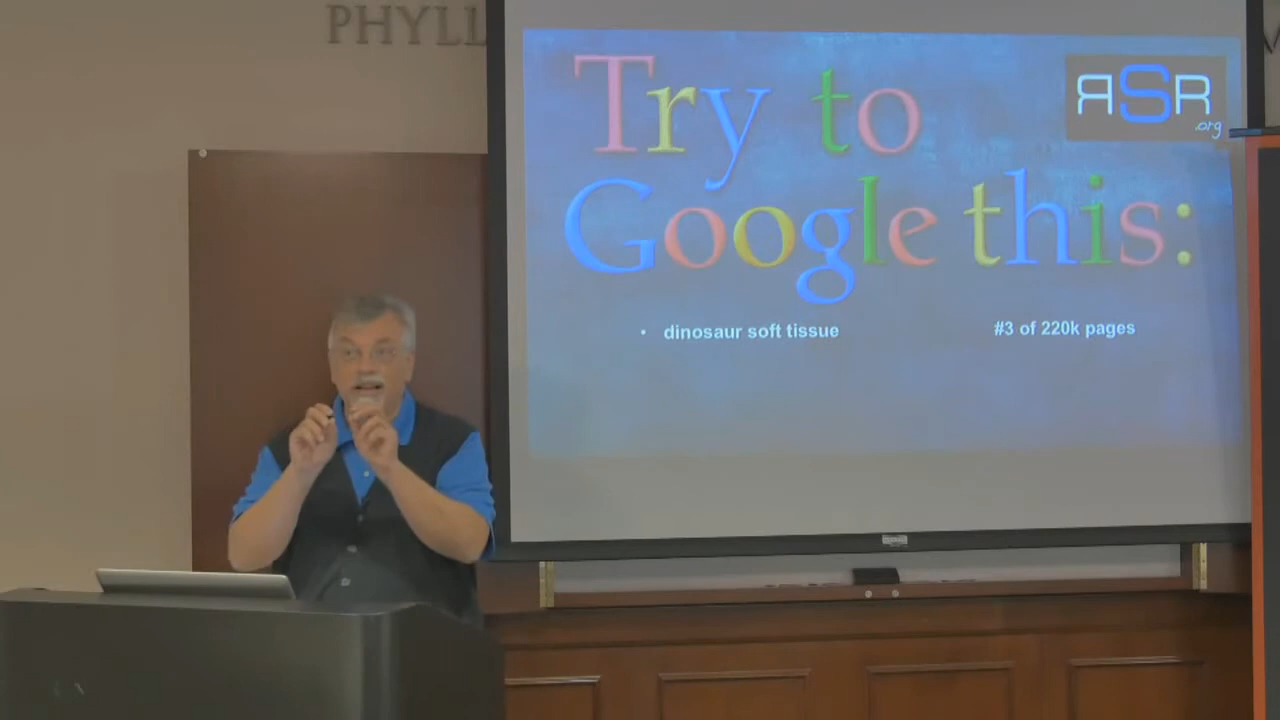 PHYLL
Try to
RSR
.org
Google this:
• dinosaur soft tissue
#3 of 220k pages